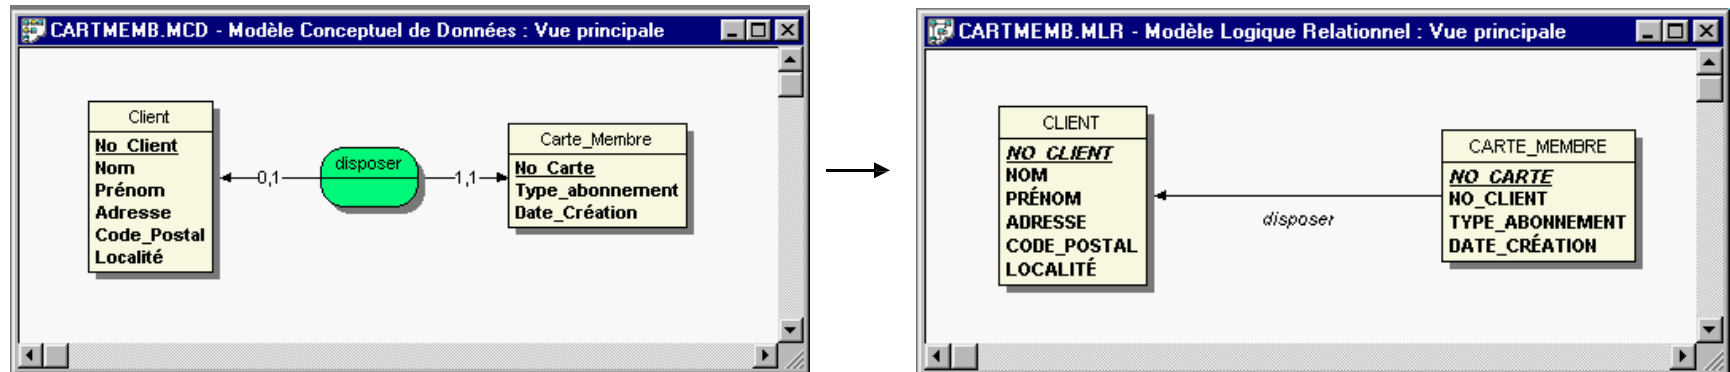 CARTMEMB.MCD - Modèle Conceptuel de Données : Vue principale
Client
No_Client
Nom
Prénom
Adresse
Code_Postal
Localité
0,1
disposer
1,1
Carte_Membre
No_Carte
Type_abonnement
Date_Création
CARTMEMB.MLR - Modèle Logique Relationnel : Vue principale
CLIENT
NO_CLIENT
NOM
PRÉNOM
ADRESSE
CODE_POSTAL
LOCALITÉ
disposer
CARTE_MEMBRE
NO_CARTE
NO_CLIENT
TYPE_ABONNEMENT
DATE_CRÉATION